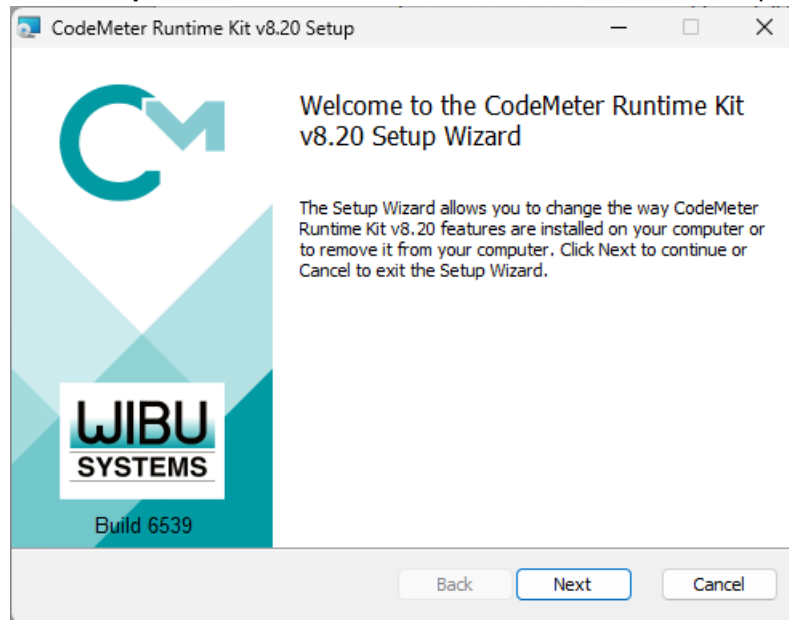 CodeMeter Runtime Kit v8.20 Setup
CM
Welcome to the CodeMeter Runtime Kit
v8.20 Setup Wizard
The Setup Wizard allows you to change the way CodeMeter
Runtime Kit v8.20 features are installed on your computer or
to remove it from your computer. Click Next to continue or
Cancel to exit the Setup Wizard.
WIBU
SYSTEMS
Build 6539
Back Next Cancel